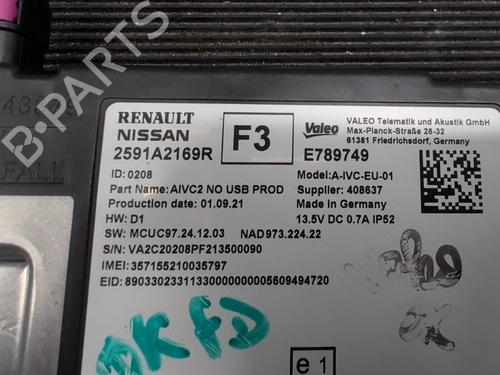 B-PARTS
RENAULT
NISSAN
F3
Valeo
VALEO Telematik und Akustik GmbH
Max-Planck-Straße 28-32
61381 Friedrichsdorf, Germany
2591A2169R
E789749
ID: 0208
Model:A-IVC-EU-01
Part Name: AIVC2 NO USB PROD
Supplier: 408637
Production date: 01.09.21
Made in Germany
HW: D1
13.5V DC 0.7A IP52
SW: MCUC97.24.12.03
NAD973.224.22
S/N: VA2C20208PF213500090
IMEI: 357155210035797
EID: 89033023311330000000005609494720
e1